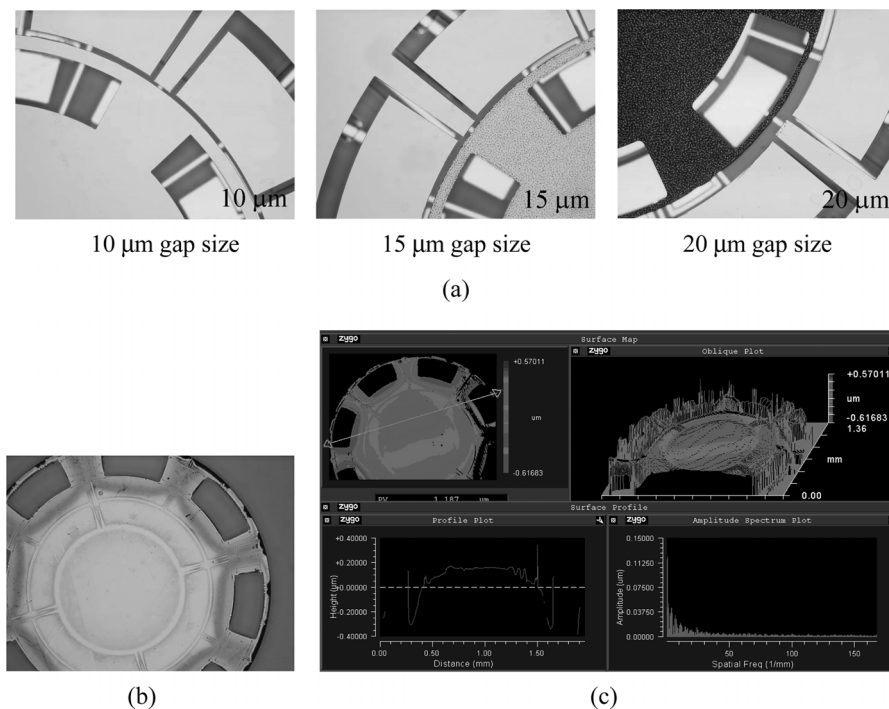 10 μm
15 μm
20 μm
10 μm gap size
15 μm gap size
20 μm gap size
(a)
zygo
Surface Map
zygo
Oblique Plot
+0.57011
um
-0.61683
+0.57011
um
-0.61683
1.36
mm
0.00
PV 1.187 um
Surface Profile
zygo
Profile Plot
+0.40000
+0.20000
+0.00000
-0.20000
-0.40000
Height (μm)
0.00
0.50
1.00
1.50
Distance (mm)
zygo
Amplitude Spectrum Plot
0.15000
0.11250
0.07500
0.03750
0.00000
Amplitude (μm)
50
100
150
Spatial Freq (1/mm)
(b)
(c)